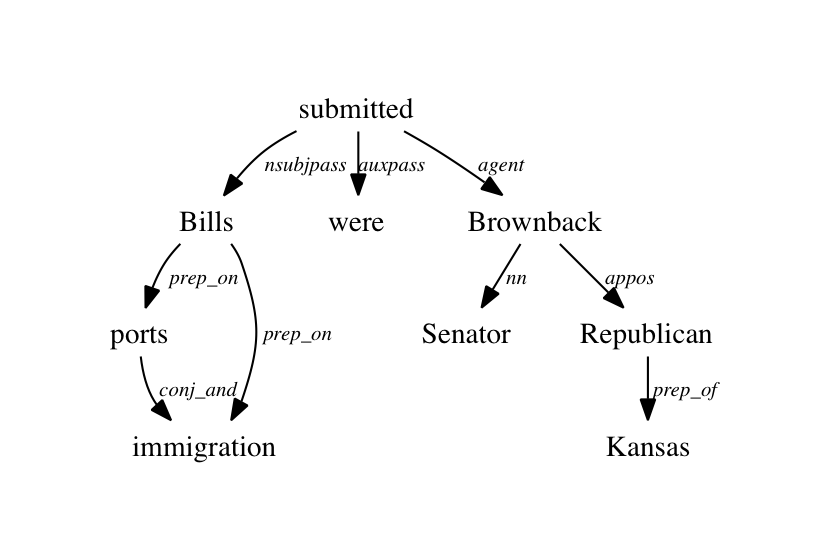 submitted
nsubjpass auxpass agent
Bills were Brownback
prep_on nn appos
ports prep_on Senator Republican
conj_and prep_of
immigration Kansas